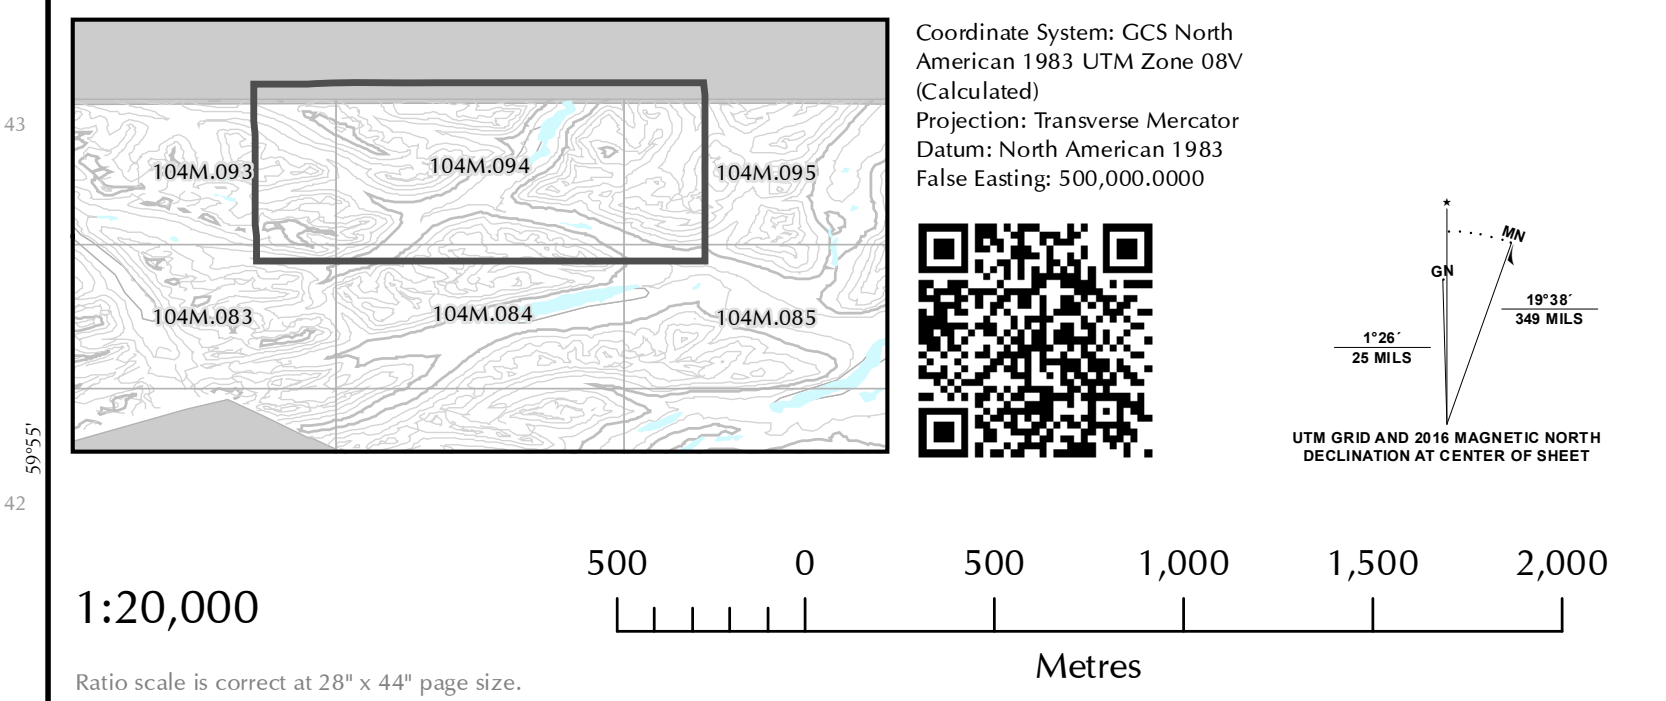 43
59°55'
42
104M.093
104M.094
104M.095
104M.083
104M.084
104M.085
Coordinate System: GCS North
American 1983 UTM Zone 08V
(Calculated)
Projection: Transverse Mercator
Datum: North American 1983
False Easting: 500,000.0000
MN
GN
19°38´
349 MILS
1°26´
25 MILS
UTM GRID AND 2016 MAGNETIC NORTH
DECLINATION AT CENTER OF SHEET
1:20,000
500 0 500 1,000 1,500 2,000
Metres
Ratio scale is correct at 28" x 44" page size.